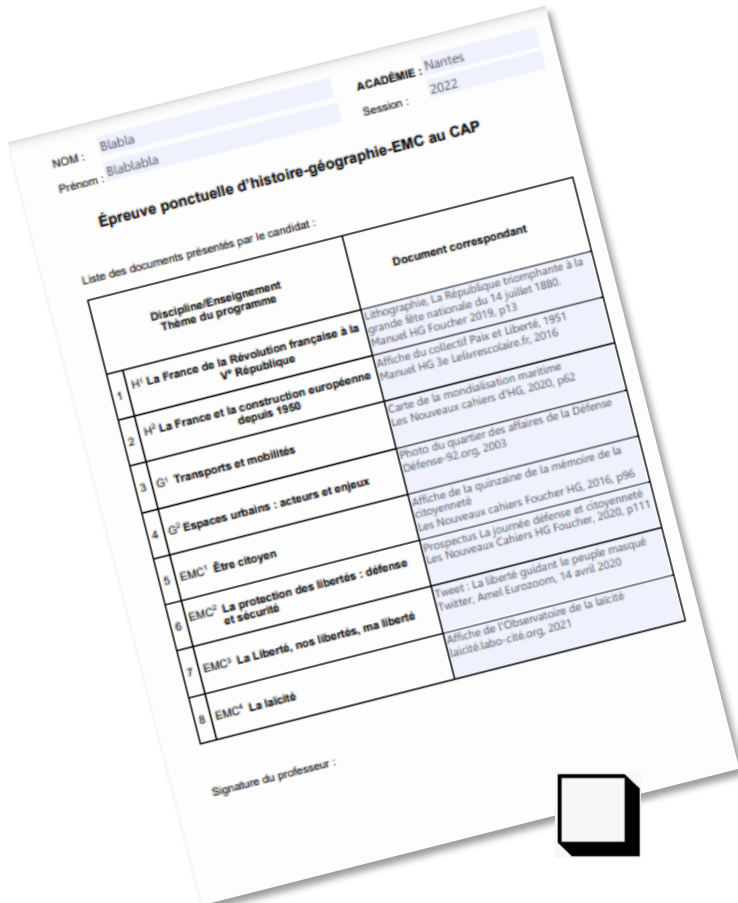 NOM : Blabla
ACADÉMIE : Nantes
Prénom : Blablabla
Session : 2022
Épreuve ponctuelle d'histoire-géographie-EMC au CAP
Liste des documents présentés par le candidat :
Discipline/Enseignement
Thème du programme
Document correspondant
1 H¹ La France de la Révolution française à la
Vᵉ République
Lithographie, La République triomphante à la
grande fête nationale du 14 juillet 1880.
Manuel HG Foucher 2019, p13
2 H² La France et la construction européenne
depuis 1950
Affiche du collectif Paix et Liberté, 1951
Manuel HG 3e Lelivrescolaire.fr, 2016
3 G¹ Transports et mobilités
Carte de la mondialisation maritime
Les Nouveaux cahiers d'HG, 2020, p62
4 G² Espaces urbains : acteurs et enjeux
Photo du quartier des affaires de la Défense
Défense-92.org, 2003
5 EMC¹ Être citoyen
Affiche de la quinzaine de la mémoire de la
citoyenneté
Les Nouveaux cahiers Foucher HG, 2016, p96
6 EMC² La protection des libertés : défense
et sécurité
Prospectus La journée défense et citoyenneté
Les Nouveaux Cahiers HG Foucher, 2020, p111
7 EMC³ La Liberté, nos libertés, ma liberté
Tweet : La liberté guidant le peuple masqué
Twitter, Amel Eurozoom, 14 avril 2020
8 EMC⁴ La laïcité
Affiche de l'Observatoire de la laïcité
laicité.labo-cité.org, 2021
Signature du professeur :